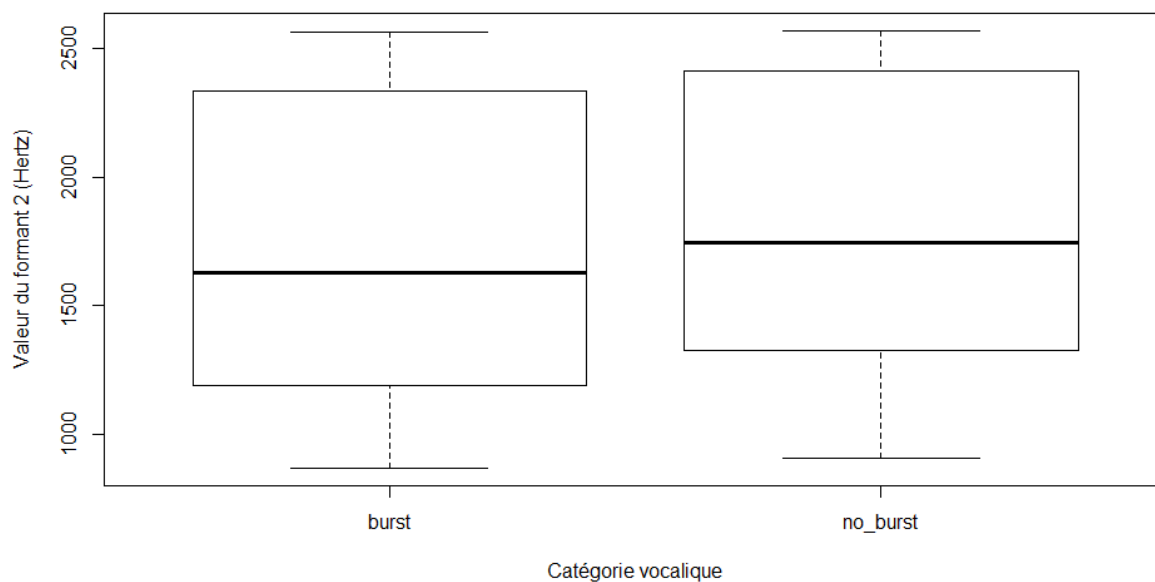 Valeur du formant 2 (Hertz)
2500
2000
1500
1000
burst
no_burst
Catégorie vocalique